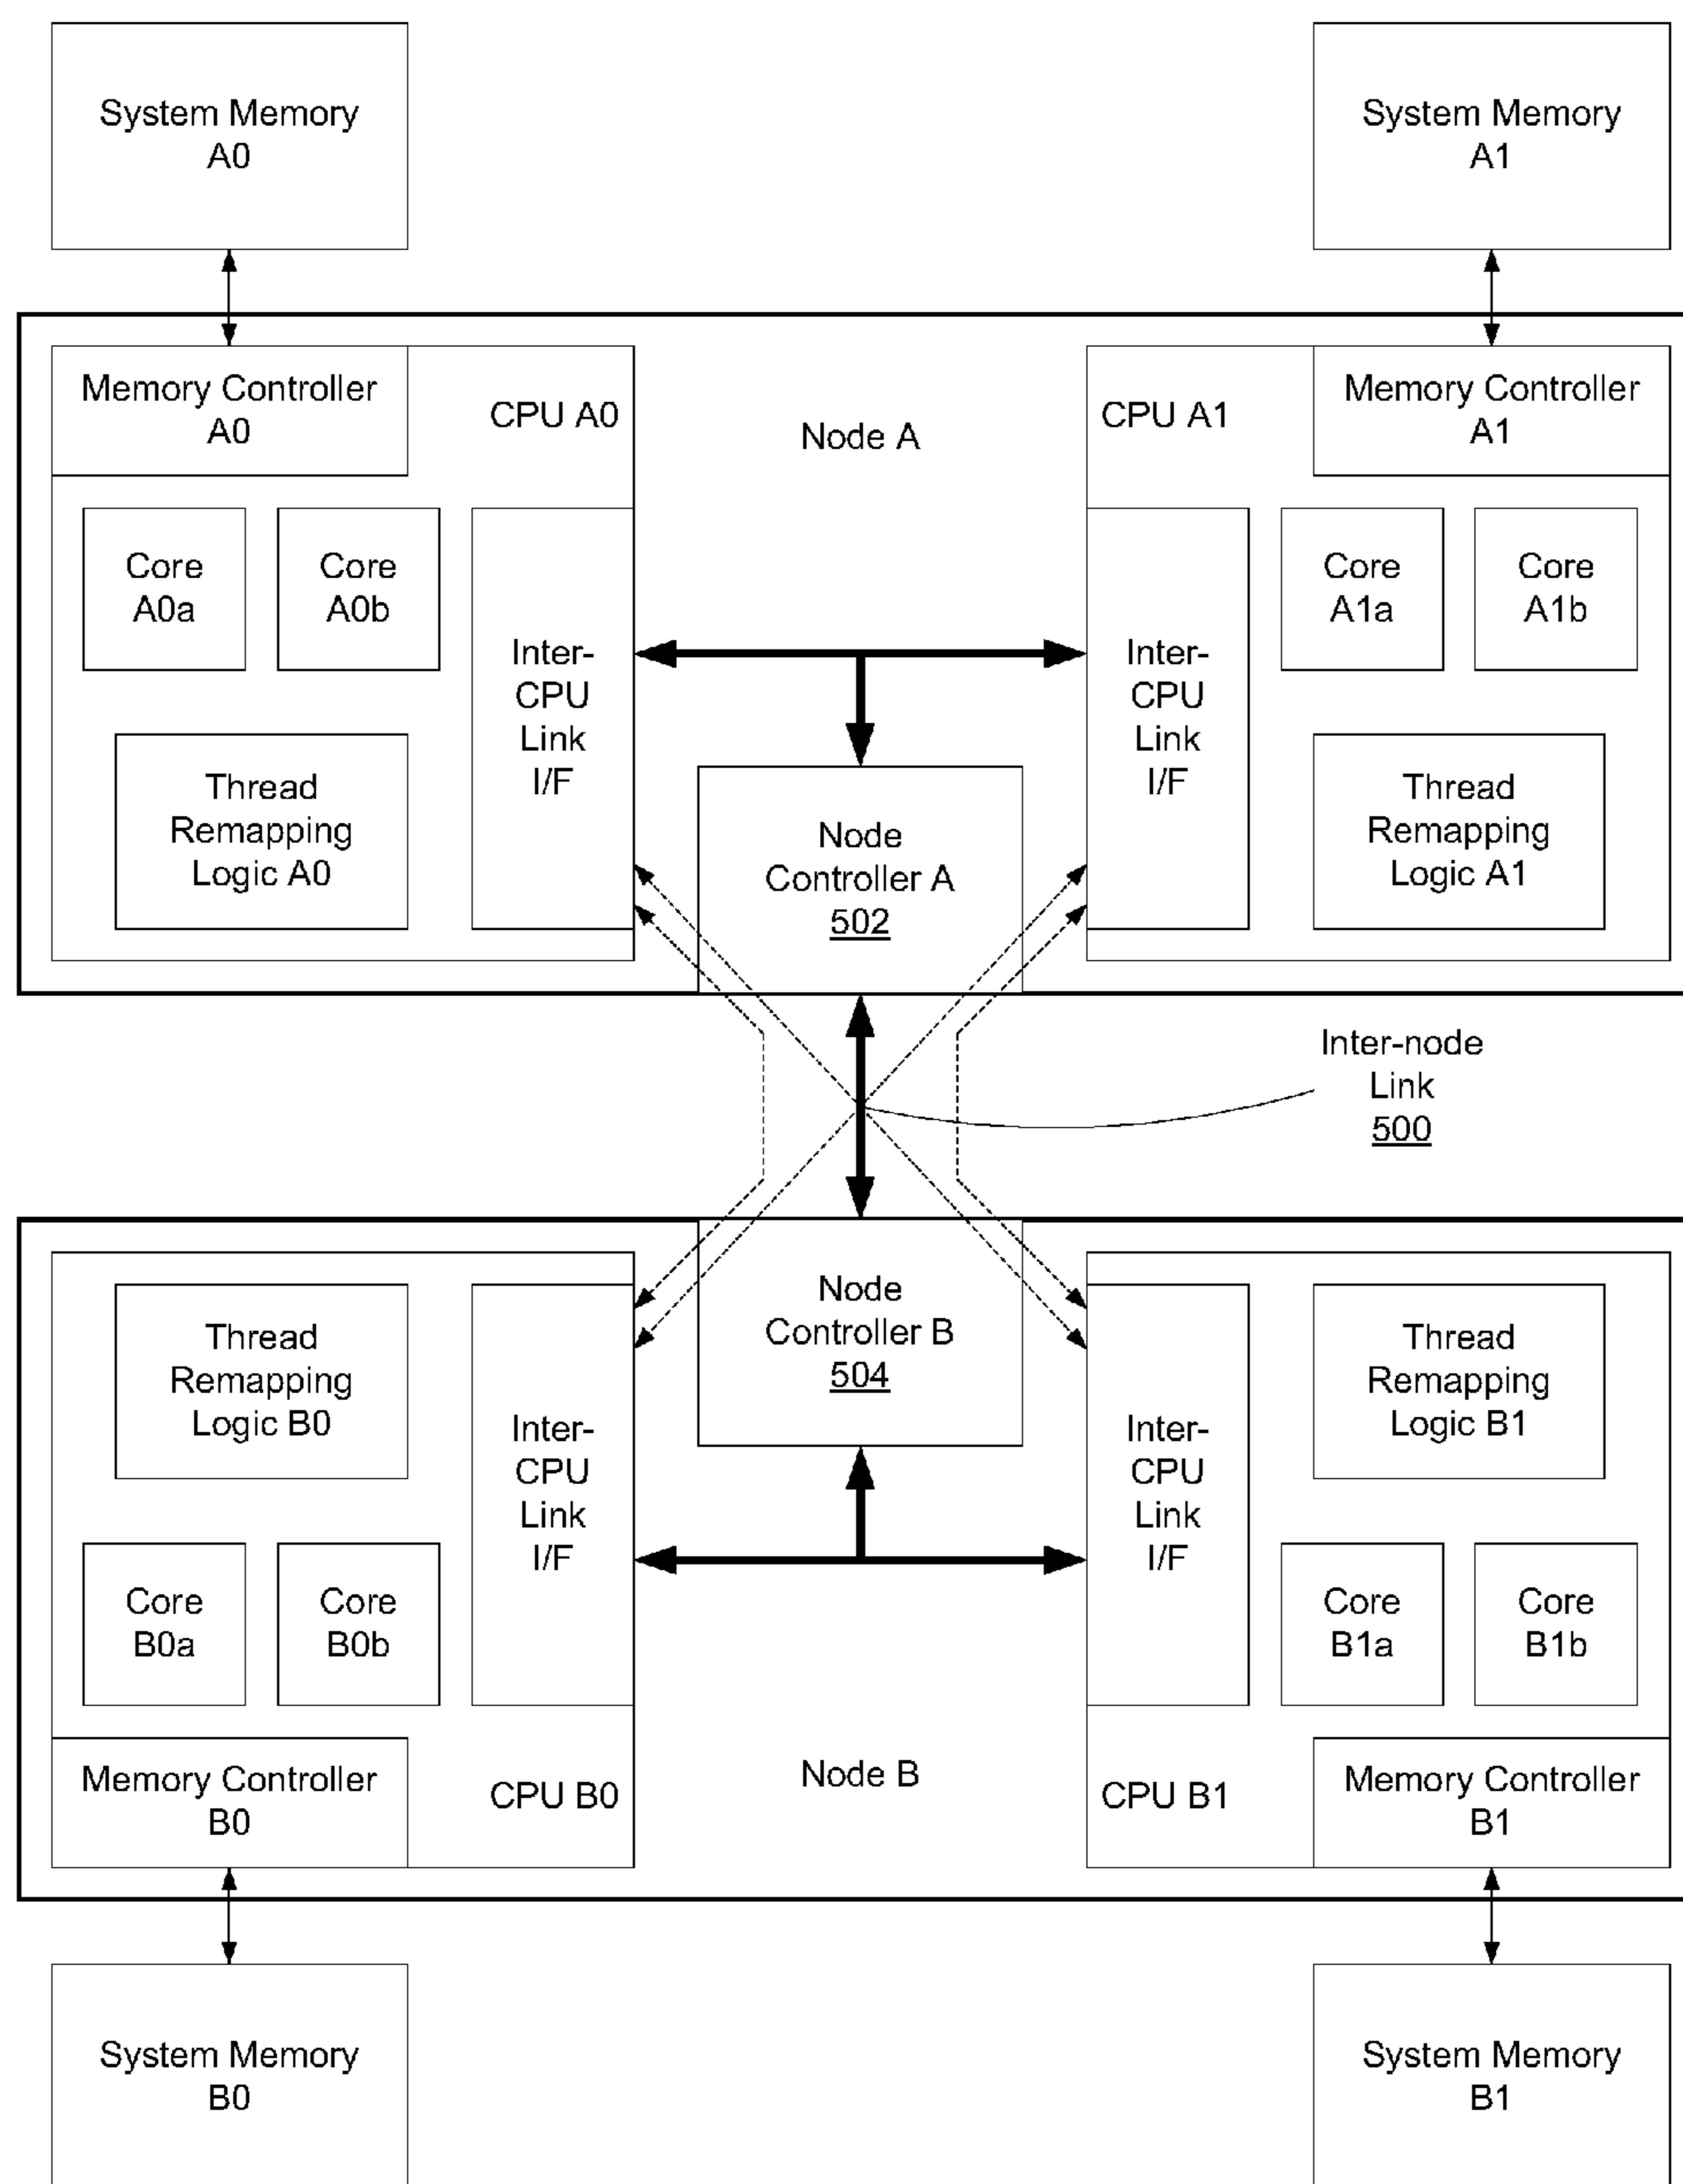 System Memory
A0
System Memory
A1
Memory Controller
A0
CPU A0
Node A
CPU A1
Memory Controller
A1
Core
A0a
Core
A0b
Inter-
CPU
Link
I/F
Inter-
CPU
Link
I/F
Core
A1a
Core
A1b
Thread
Remapping
Logic A0
Node
Controller A
502
Thread
Remapping
Logic A1
Inter-node
Link
500
Thread
Remapping
Logic B0
Inter-
CPU
Link
I/F
Node
Controller B
504
Inter-
CPU
Link
I/F
Thread
Remapping
Logic B1
Core
B0a
Core
B0b
Core
B1a
Core
B1b
Memory Controller
B0
CPU B0
Node B
CPU B1
Memory Controller
B1
System Memory
B0
System Memory
B1